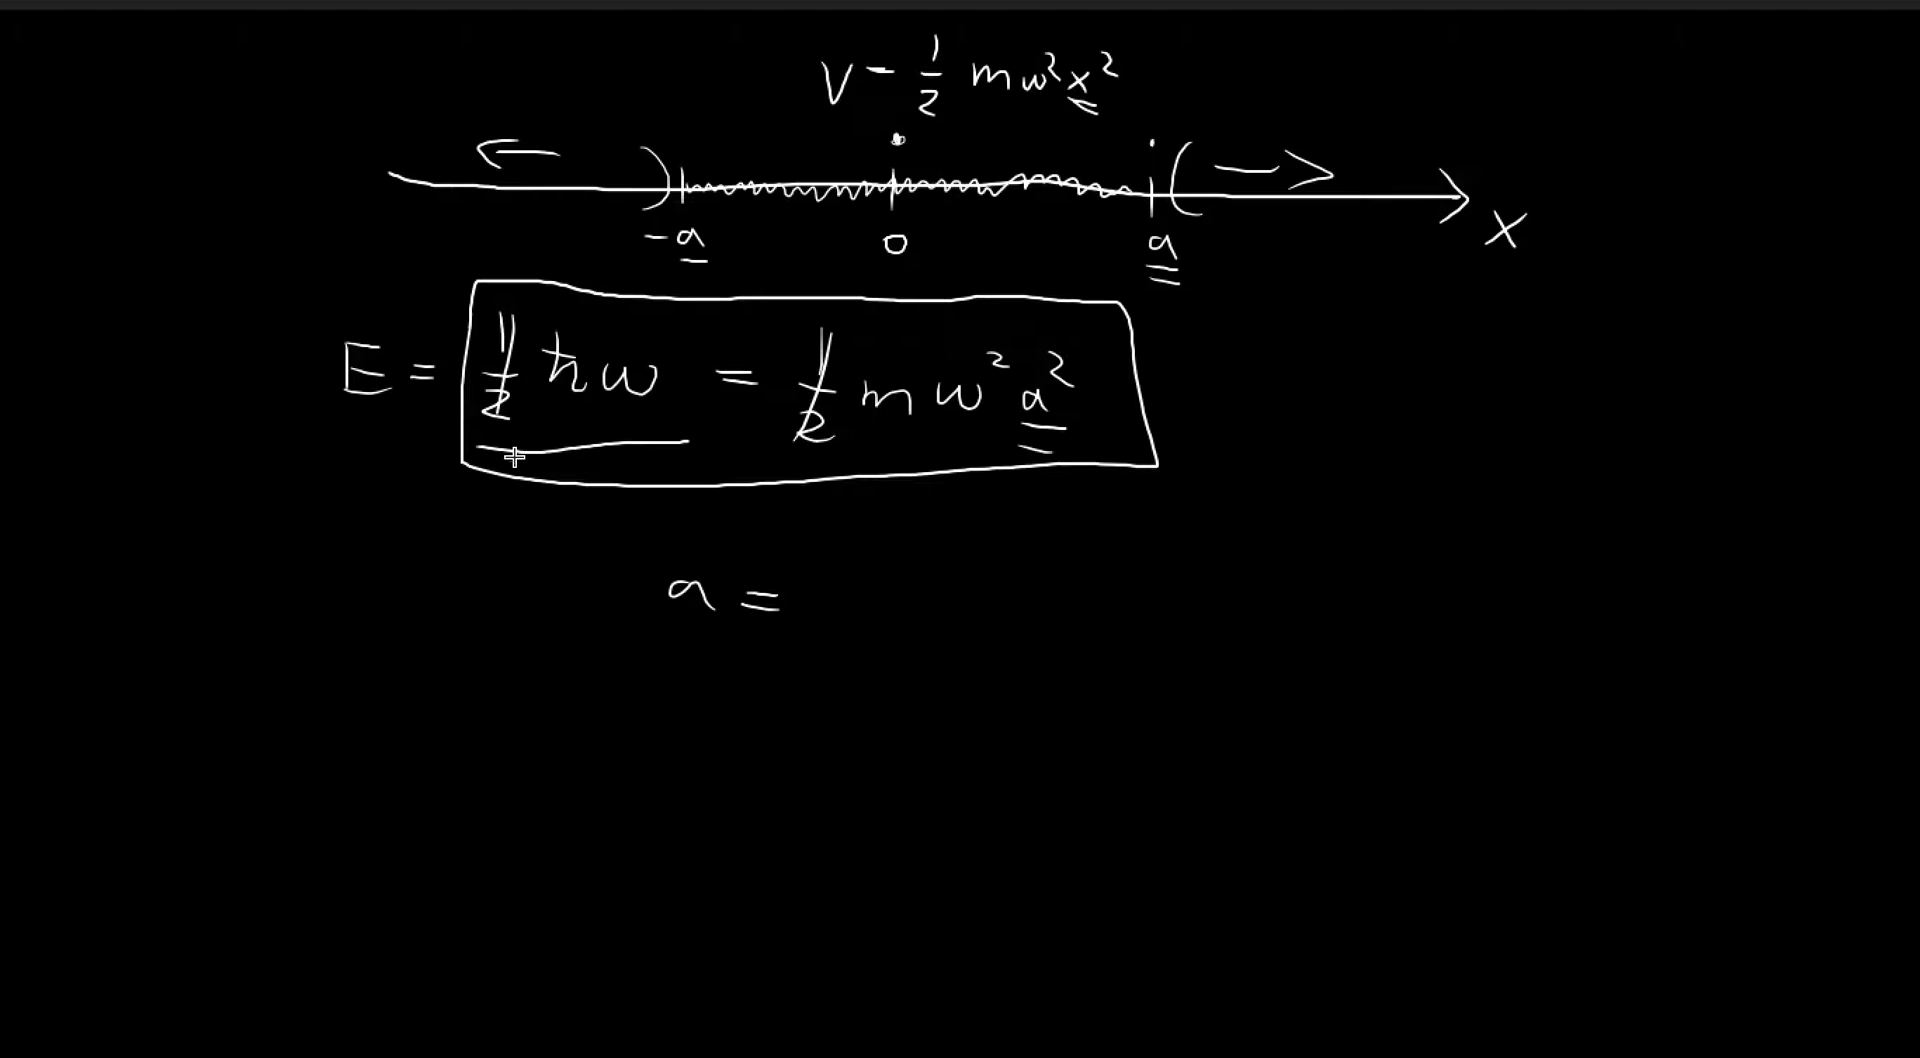 V = 1/2 mω²x²
-a 0 a x
E = 1/2 ħω = 1/2 mω²a²
a =